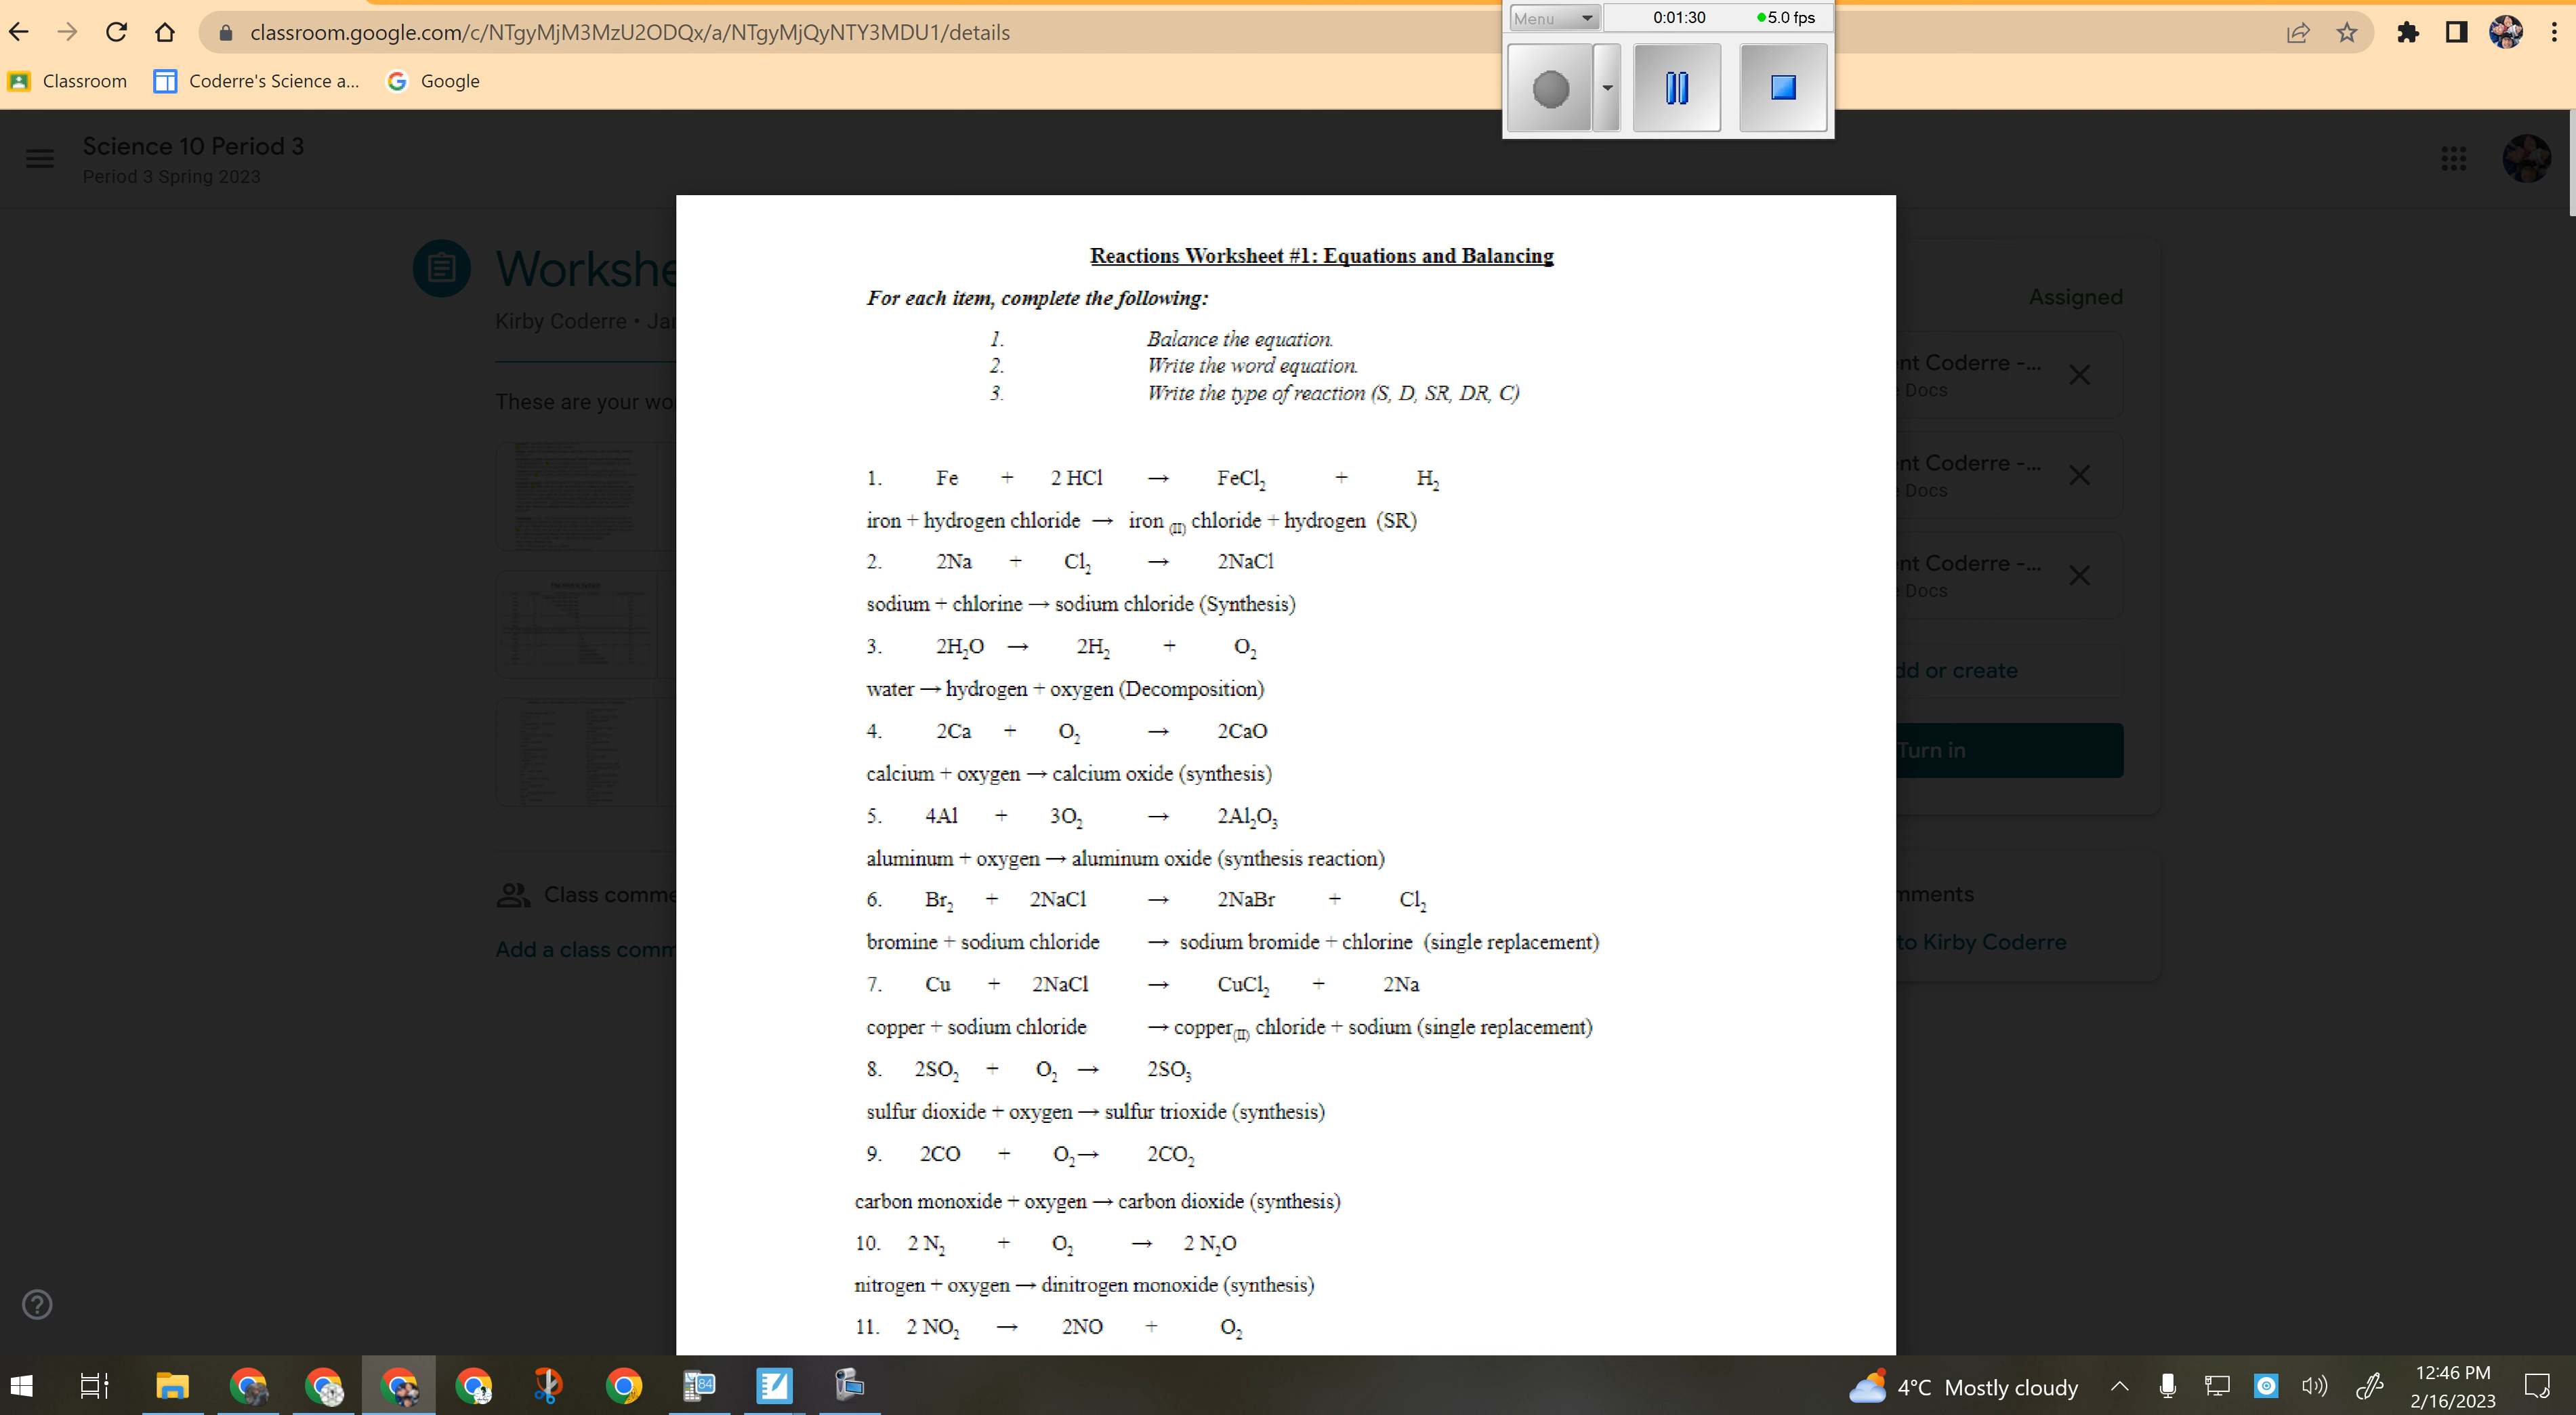 classroom.google.com/c/NTgyMjM3MzU2ODQx/a/NTgyMjQyNTY3MDU1/details
Menu 0:01:30 5.0 fps
Classroom Coderre's Science a... Google
Science 10 Period 3
Period 3 Spring 2023
Workshe
Kirby Coderre • Jan
These are your wo
Class comme
Add a class comm
Reactions Worksheet #1: Equations and Balancing
For each item, complete the following:
1. Balance the equation.
2. Write the word equation.
3. Write the type of reaction (S, D, SR, DR, C)
1. Fe + 2 HCl → FeCl₂ + H₂
iron + hydrogen chloride → iron (II) chloride + hydrogen (SR)
2. 2Na + Cl₂ → 2NaCl
sodium + chlorine → sodium chloride (Synthesis)
3. 2H₂O → 2H₂ + O₂
water → hydrogen + oxygen (Decomposition)
4. 2Ca + O₂ → 2CaO
calcium + oxygen → calcium oxide (synthesis)
5. 4Al + 3O₂ → 2Al₂O₃
aluminum + oxygen → aluminum oxide (synthesis reaction)
6. Br₂ + 2NaCl → 2NaBr + Cl₂
bromine + sodium chloride → sodium bromide + chlorine (single replacement)
7. Cu + 2NaCl → CuCl₂ + 2Na
copper + sodium chloride → copper(II) chloride + sodium (single replacement)
8. 2SO₂ + O₂ → 2SO₃
sulfur dioxide + oxygen → sulfur trioxide (synthesis)
9. 2CO + O₂→ 2CO₂
carbon monoxide + oxygen → carbon dioxide (synthesis)
10. 2 N₂ + O₂ → 2 N₂O
nitrogen + oxygen → dinitrogen monoxide (synthesis)
11. 2 NO₂ → 2NO + O₂
Assigned
nt Coderre -...
Docs
nt Coderre -...
Docs
nt Coderre -...
Docs
dd or create
Turn in
mments
to Kirby Coderre
84
4°C Mostly cloudy
12:46 PM
2/16/2023